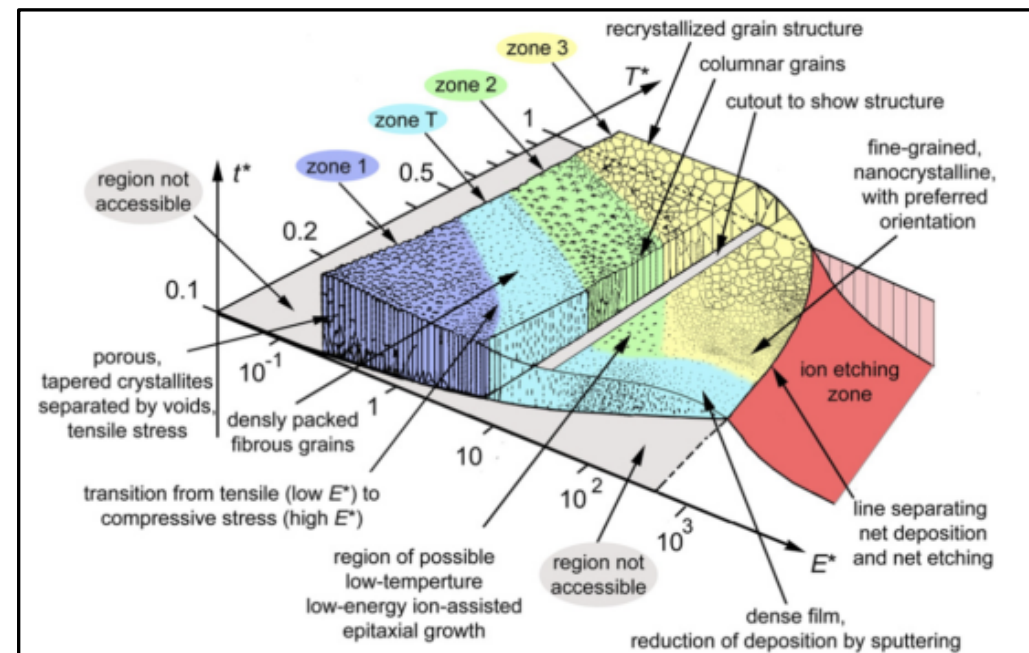 recrystallized grain structure
zone 3
T*
columnar grains
zone 2
cutout to show structure
zone T
1
fine-grained,
nanocrystalline,
with preferred
orientation
zone 1
0.5
t*
region not
accessible
0.2
0.1
10-1
1
10
102
103
E*
ion etching
zone
porous,
tapered crystallites
separated by voids,
tensile stress
densly packed
fibrous grains
transition from tensile (low E*) to
compressive stress (high E*)
region of possible
low-temperture
low-energy ion-assisted
epitaxial growth
region not
accessible
line separating
net deposition
and net etching
dense film,
reduction of deposition by sputtering